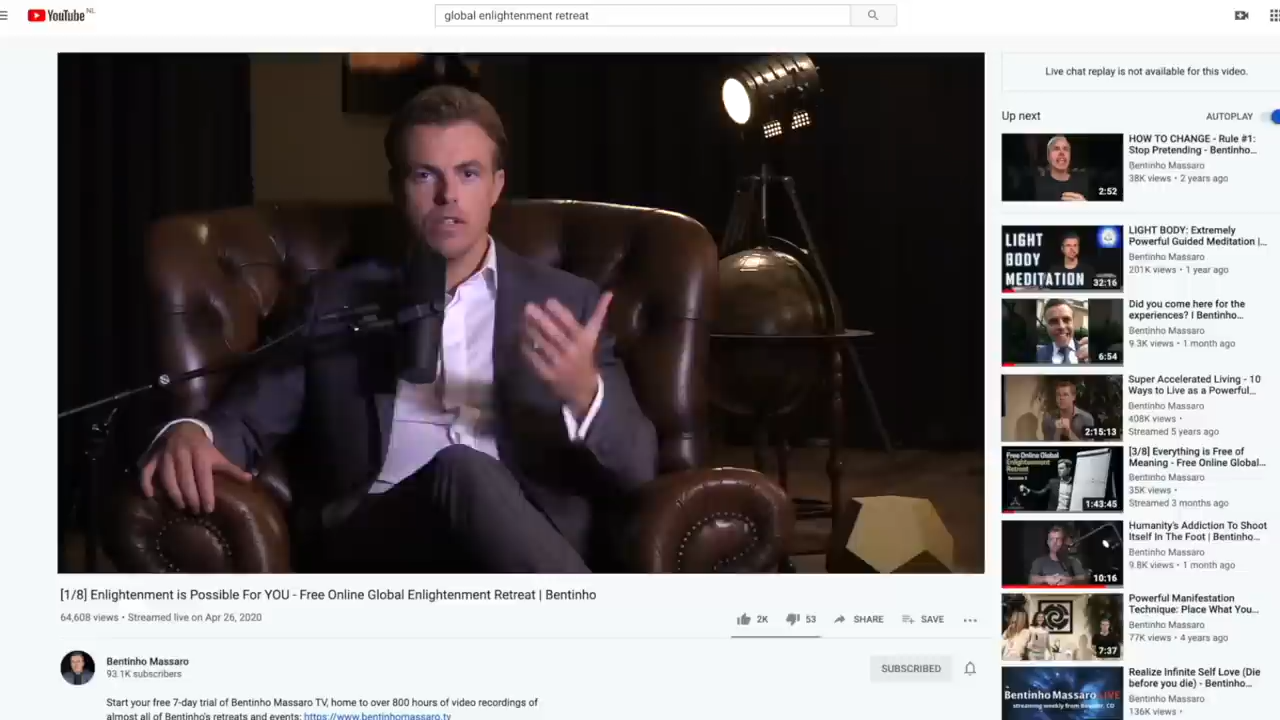 YouTube NL
global enlightenment retreat
Live chat replay is not available for this video.
Up next
AUTOPLAY
HOW TO CHANGE - Rule #1:
Stop Pretending - Bentinho...
Bentinho Massaro
38K views • 2 years ago
2:52
LIGHT
BODY
MEDITATION
32:16
LIGHT BODY: Extremely
Powerful Guided Meditation |...
Bentinho Massaro
201K views • 1 year ago
Did you come here for the
experiences? I Bentinho...
Bentinho Massaro
9.3K views • 1 month ago
6:54
Super Accelerated Living - 10
Ways to Live as a Powerful...
Bentinho Massaro
408K views •
Streamed 5 years ago
2:15:13
Free Online Global
Enlightenment
Retreat
1:43:45
[3/8] Everything is Free of
Meaning - Free Online Global...
Bentinho Massaro
35K views •
Streamed 3 months ago
Humanity's Addiction To Shoot
Itself In The Foot | Bentinho...
Bentinho Massaro
9.8K views • 1 month ago
10:16
Powerful Manifestation
Technique: Place What You...
Bentinho Massaro
77K views • 4 years ago
7:37
Bentinho Massaro LIVE
streaming weekly from Boulder, CO
Realize Infinite Self Love (Die
before you die) - Bentinho...
Bentinho Massaro
136K views •
[1/8] Enlightenment is Possible For YOU - Free Online Global Enlightenment Retreat | Bentinho
64,608 views • Streamed live on Apr 26, 2020
2K
53
SHARE
SAVE
Bentinho Massaro
93.1K subscribers
SUBSCRIBED
Start your free 7-day trial of Bentinho Massaro TV, home to over 800 hours of video recordings of
almost all of Bentinho's retreats and events: https://www.bentinhomassaro.tv